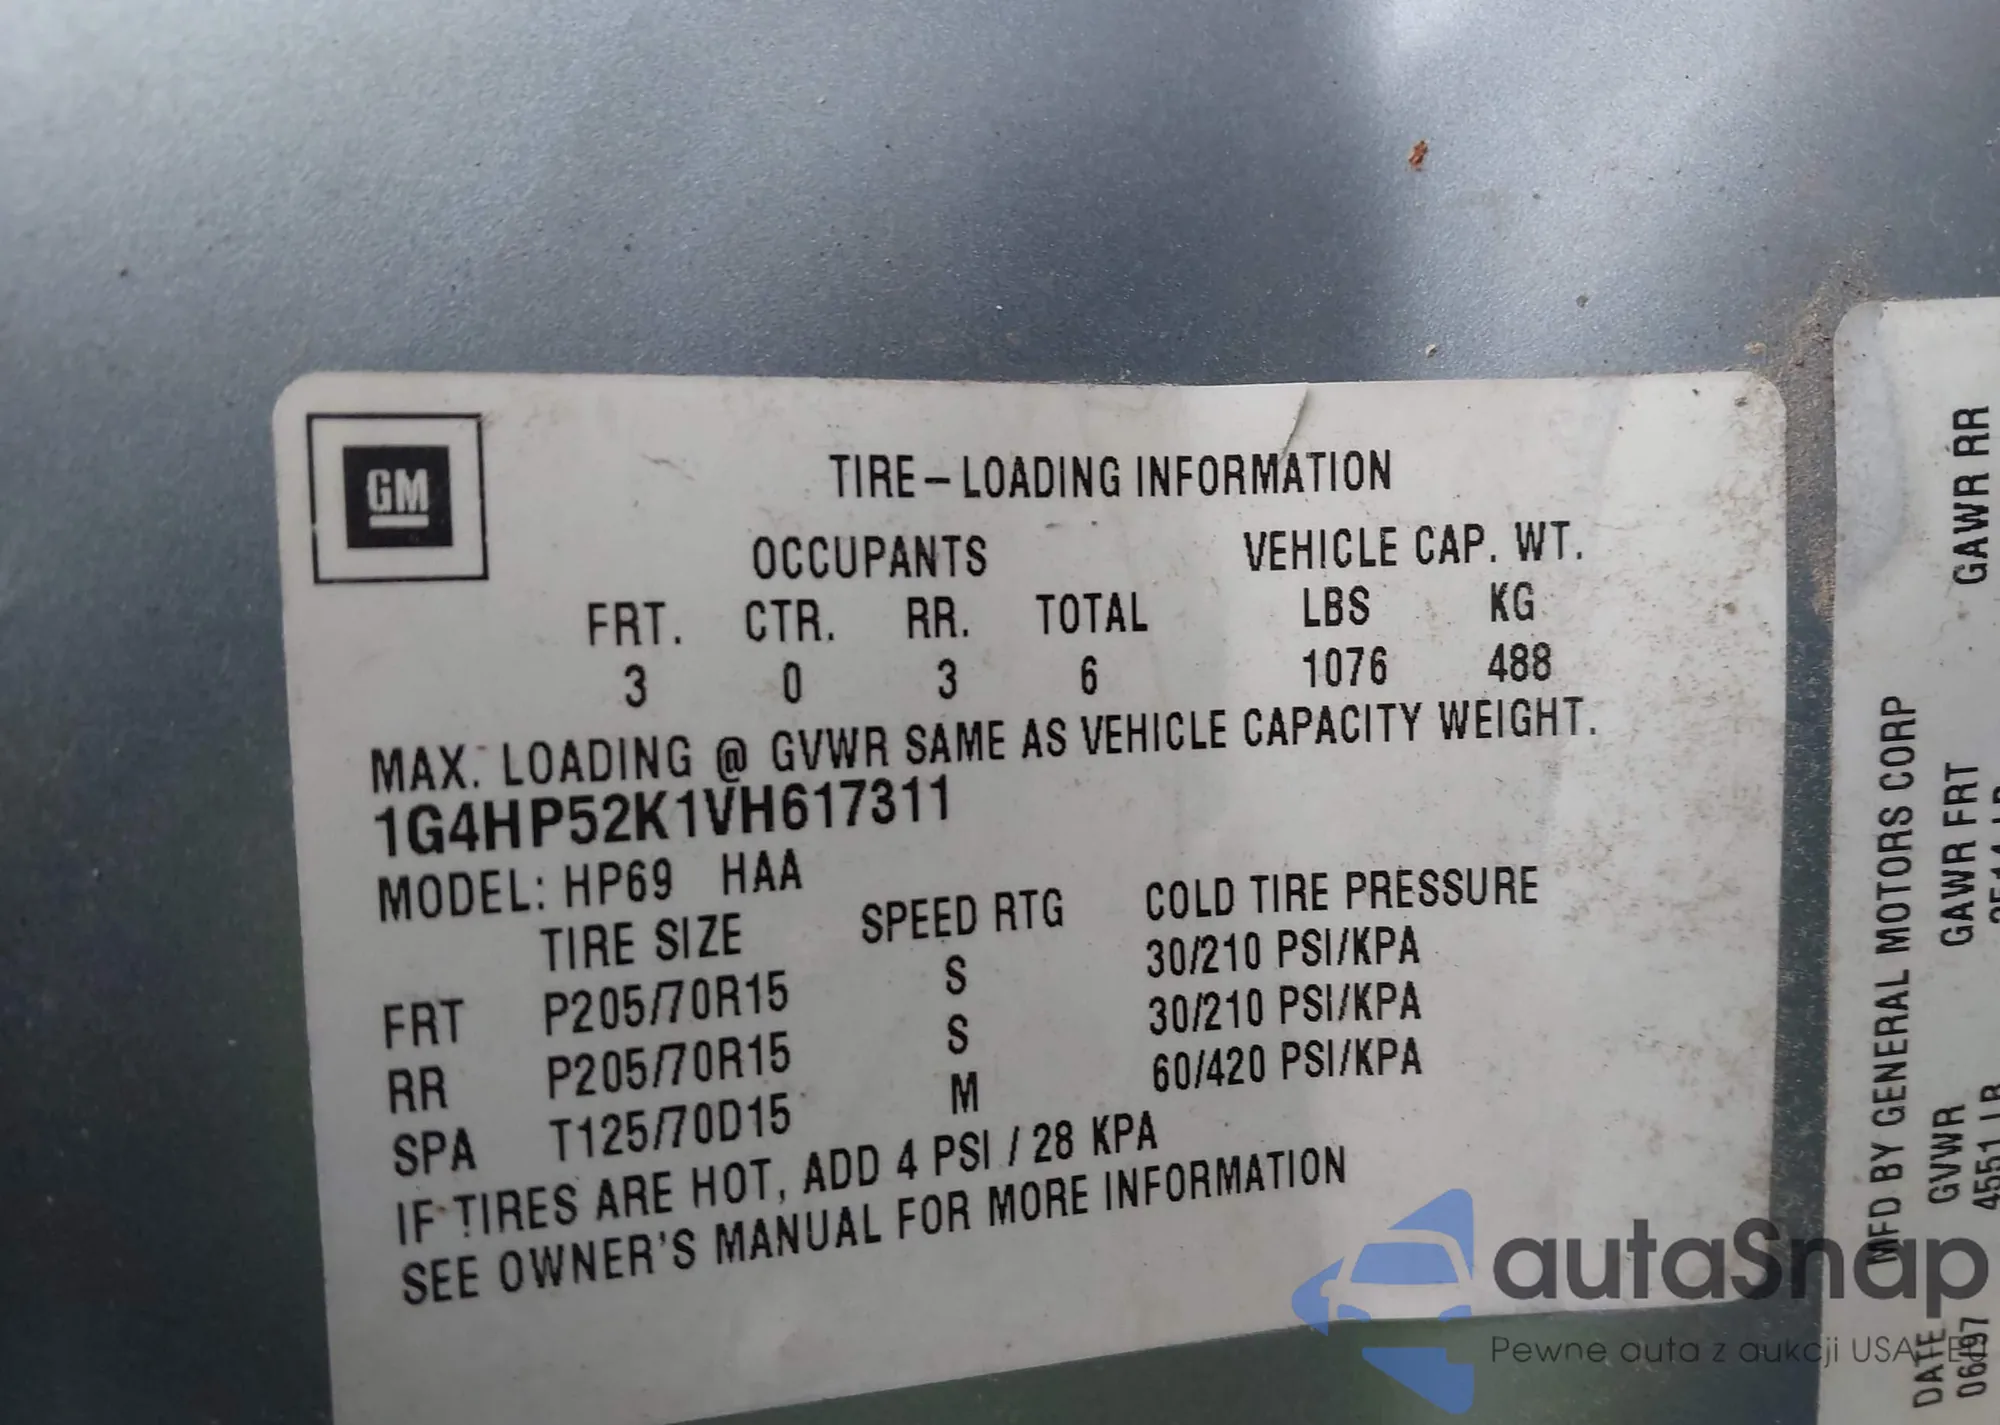 GM
TIRE – LOADING INFORMATION
OCCUPANTS VEHICLE CAP. WT.
FRT. CTR. RR. TOTAL LBS KG
3 0 3 6 1076 488
MAX. LOADING @ GVWR SAME AS VEHICLE CAPACITY WEIGHT.
1G4HP52K1VH617311
MODEL: HP69 HAA
TIRE SIZE SPEED RTG COLD TIRE PRESSURE
FRT P205/70R15 S 30/210 PSI/KPA
RR P205/70R15 S 30/210 PSI/KPA
SPA T125/70D15 M 60/420 PSI/KPA
IF TIRES ARE HOT, ADD 4 PSI / 28 KPA
SEE OWNER'S MANUAL FOR MORE INFORMATION
MFD BY GENERAL MOTORS CORP
DATE GVWR GAWR FRT GAWR RR
06/97 4551 LB
autaSnap
Pewne auta z aukcji USA